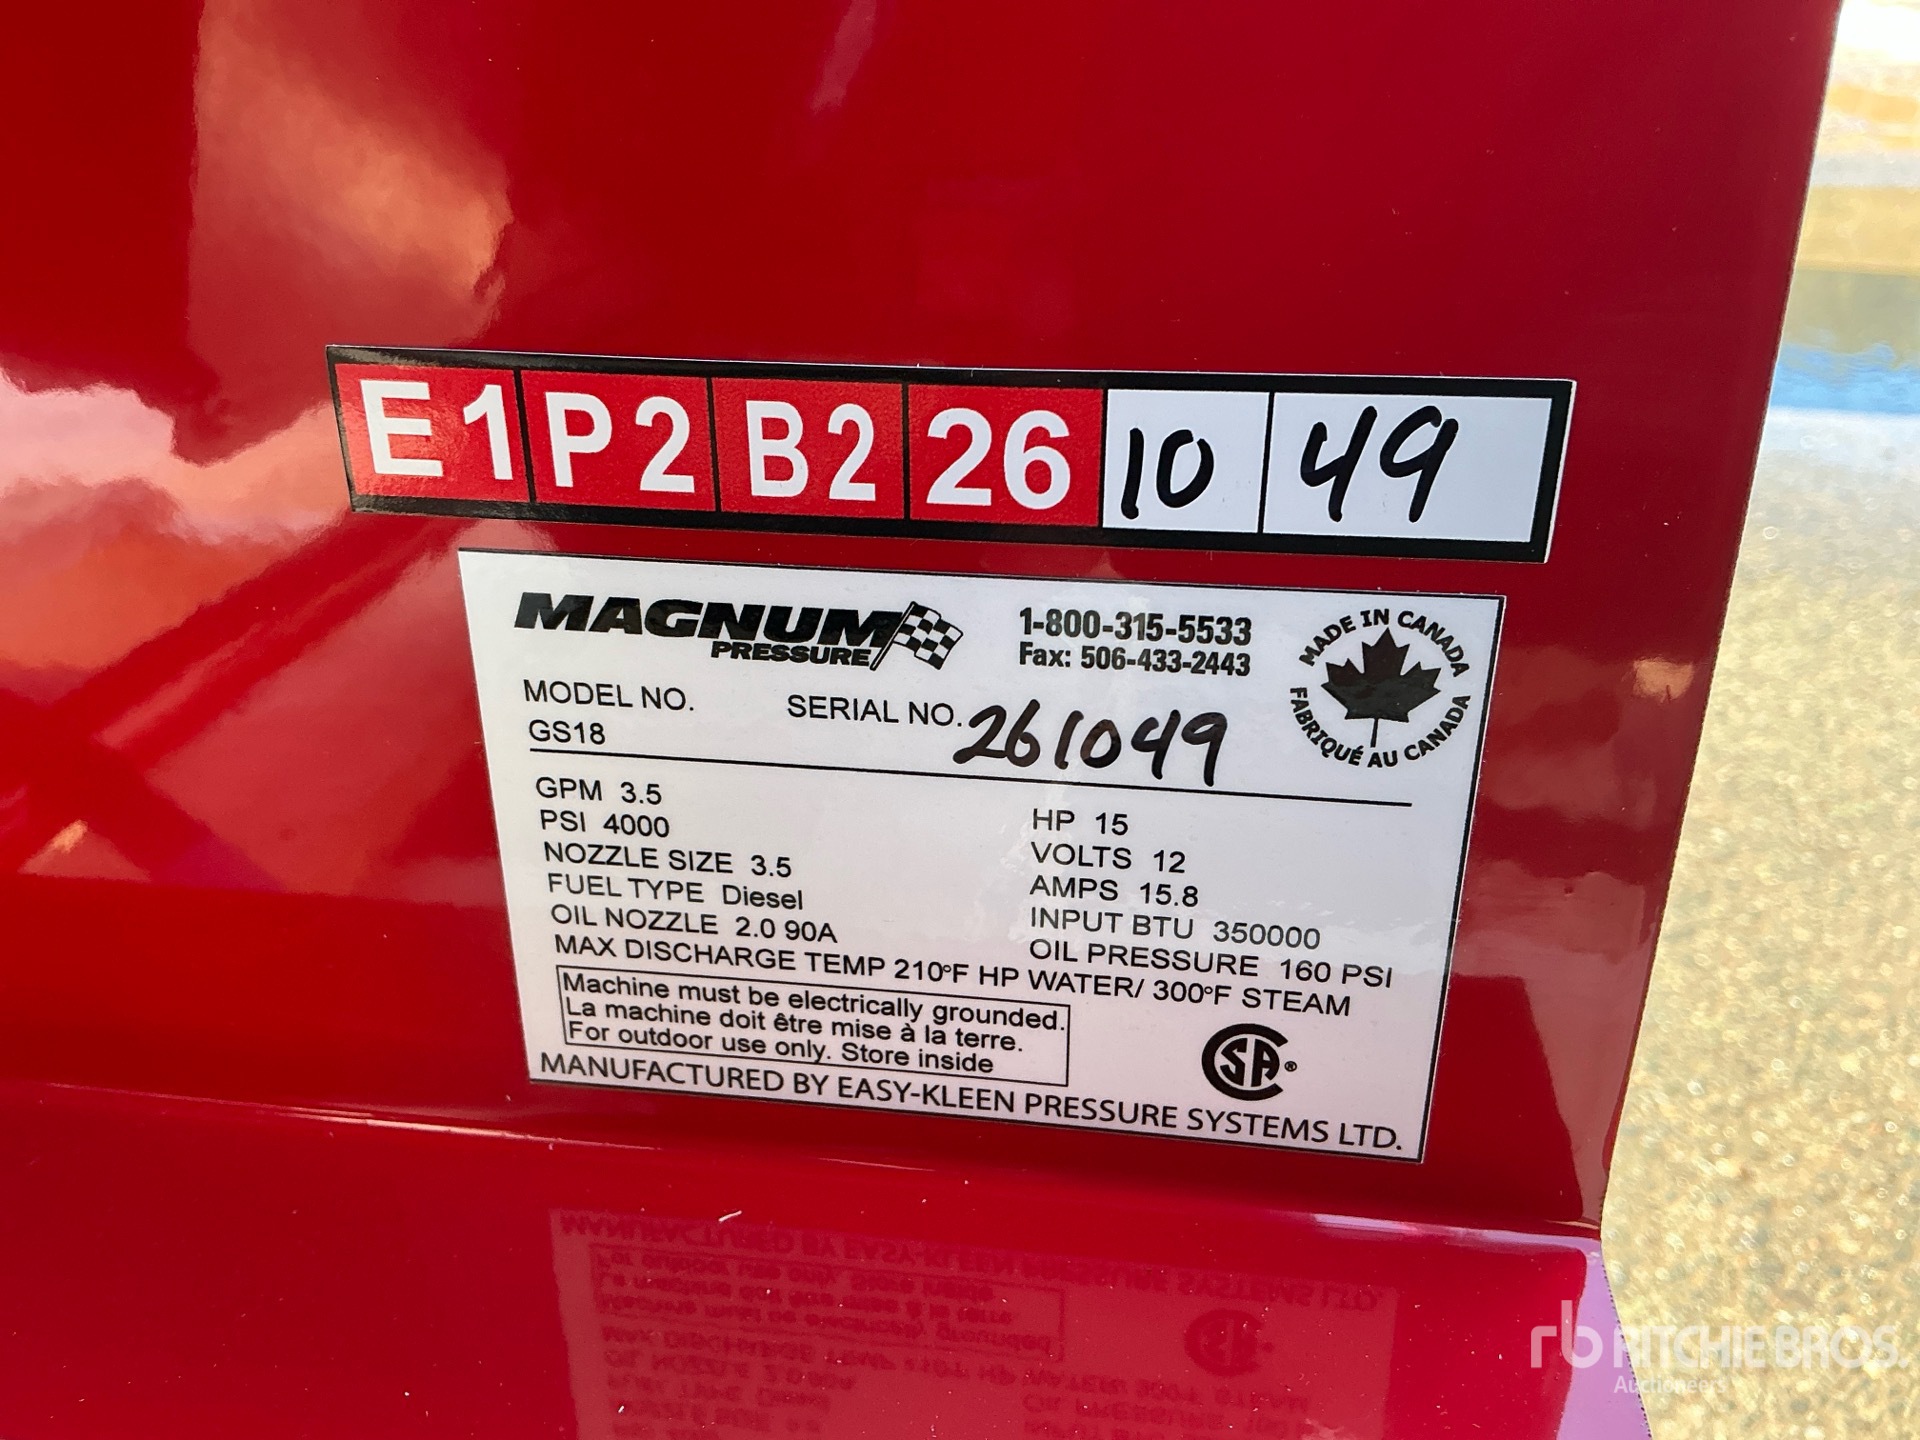 E1 P2 B2 26 10 49
MAGNUM
PRESSURE
1-800-315-5533
Fax: 506-433-2443
MADE IN CANADA
FABRIQUÉ AU CANADA
MODEL NO.
GS18
SERIAL NO. 261049
GPM 3.5
PSI 4000
NOZZLE SIZE 3.5
FUEL TYPE Diesel
OIL NOZZLE 2.0 90A
HP 15
VOLTS 12
AMPS 15.8
INPUT BTU 350000
OIL PRESSURE 160 PSI
MAX DISCHARGE TEMP 210°F HP WATER/ 300°F STEAM
Machine must be electrically grounded.
La machine doit être mise à la terre.
For outdoor use only. Store inside
CSA®
MANUFACTURED BY EASY-KLEEN PRESSURE SYSTEMS LTD.
rb RITCHIE BROS.
Auctioneers